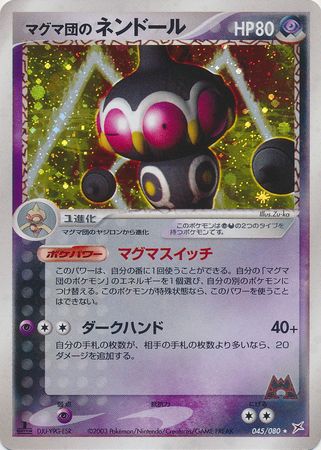 マグマ団の ネンドール HP80
Illus.Zu-ka
1進化
マグマ団のヤジロンから進化
このポケモンは の2つのタイプを
持つポケモンです。
ポケパワー マグマスイッチ
このパワーは、自分の番に1回使うことができる。自分の「マグマ
団のポケモン」のエネルギーを1個選び、自分の別のポケモンに
つけ替える。このポケモンが特殊状態なら、このパワーを使うこと
はできない。
ダークハンド 40+
自分の手札の枚数が、相手の手札の枚数より多いなら、20
ダメージを追加する。
弱点 抵抗力 にげる
DJU-Y9G-ESR ©2003 Pokémon/Nintendo/Creatures/GAME FREAK 045/080 ★